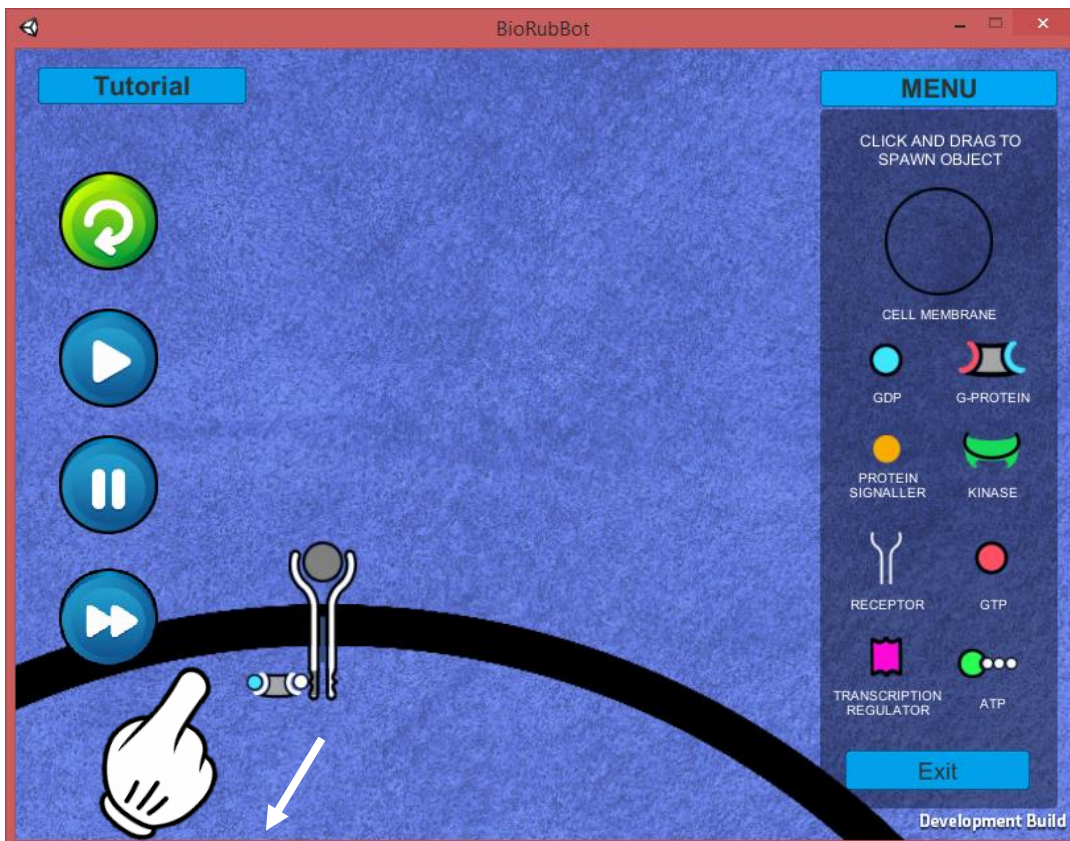 BioRubBot
Tutorial
MENU
CLICK AND DRAG TO
SPAWN OBJECT
CELL MEMBRANE
GDP
G-PROTEIN
PROTEIN
SIGNALLER
KINASE
RECEPTOR
GTP
TRANSCRIPTION
REGULATOR
ATP
Exit
Development Build